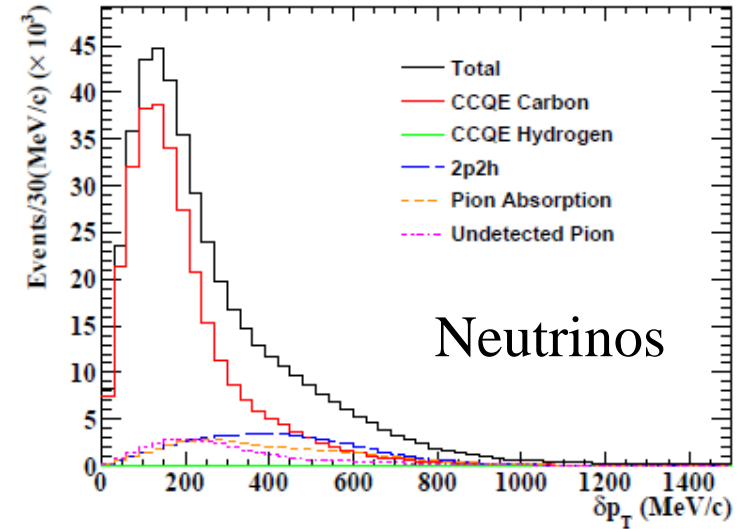 Events/30(MeV/c) (× 10³)
45
40
35
30
25
20
15
10
5
0
Total
CCQE Carbon
CCQE Hydrogen
2p2h
Pion Absorption
Undetected Pion
Neutrinos
0 200 400 600 800 1000 1200 1400
δp_T (MeV/c)